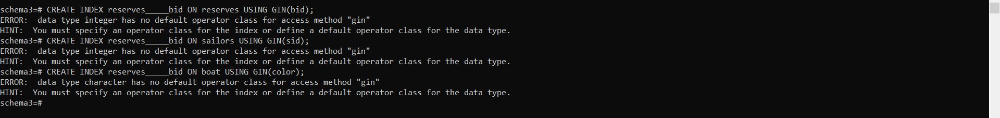 schema3=# CREATE INDEX reserves_____bid ON reserves USING GIN(bid);
ERROR:  data type integer has no default operator class for access method "gin"
HINT:  You must specify an operator class for the index or define a default operator class for the data type.
schema3=# CREATE INDEX reserves_____bid ON sailors USING GIN(sid);
ERROR:  data type integer has no default operator class for access method "gin"
HINT:  You must specify an operator class for the index or define a default operator class for the data type.
schema3=# CREATE INDEX reserves_____bid ON boat USING GIN(color);
ERROR:  data type character has no default operator class for access method "gin"
HINT:  You must specify an operator class for the index or define a default operator class for the data type.
schema3=#